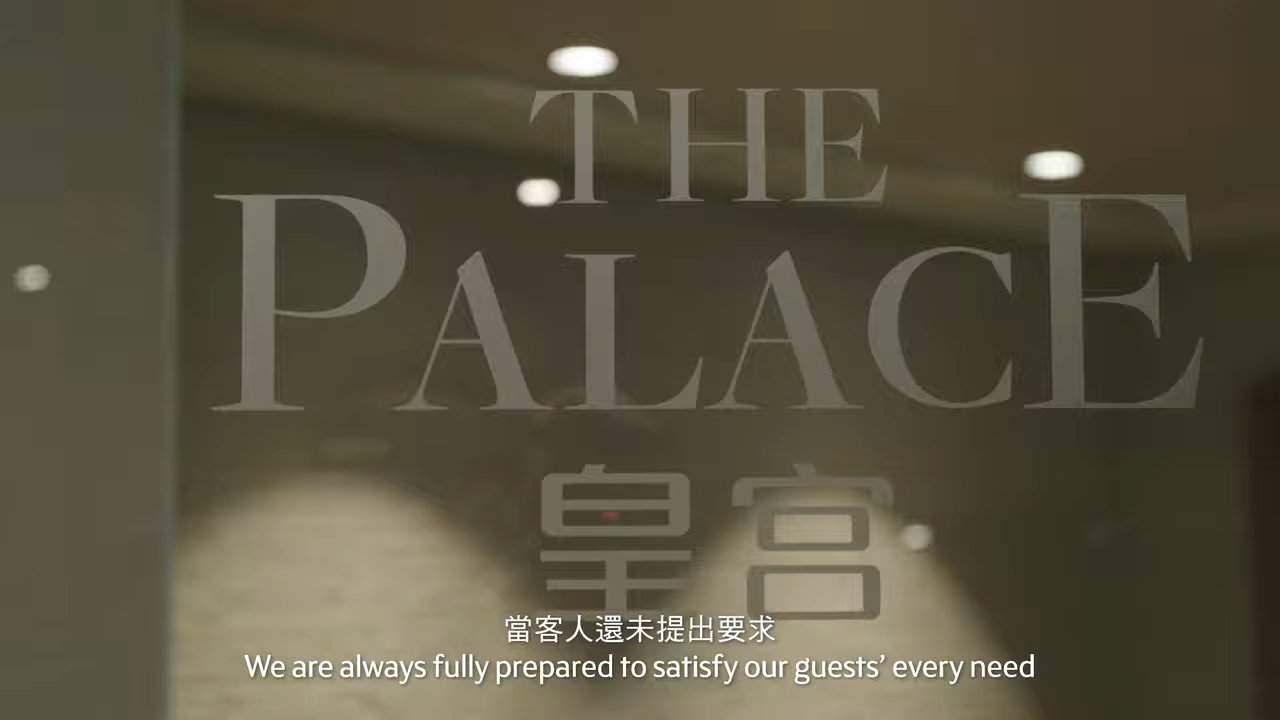 THE
PALACE
皇宮
當客人還未提出要求
We are always fully prepared to satisfy our guests’ every need